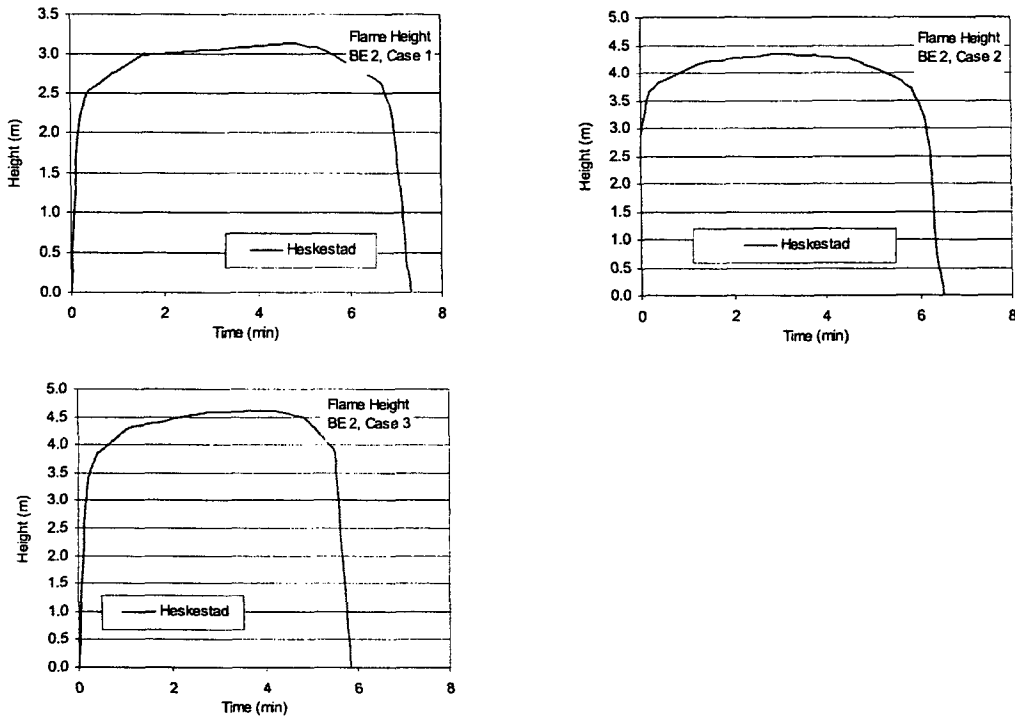 3.5
3.0
2.5
2.0
1.5
1.0
0.5
0.0
Height (m)
Flame Height
BE 2, Case 1
Heskestad
0 2 4 6 8
Time (min)
5.0
4.5
4.0
3.5
3.0
2.5
2.0
1.5
1.0
0.5
0.0
Height (m)
Flame Height
BE 2, Case 2
Heskestad
0 2 4 6 8
Time (min)
5.0
4.5
4.0
3.5
3.0
2.5
2.0
1.5
1.0
0.5
0.0
Height (m)
Flame Height
BE 2, Case 3
Heskestad
0 2 4 6 8
Time (min)